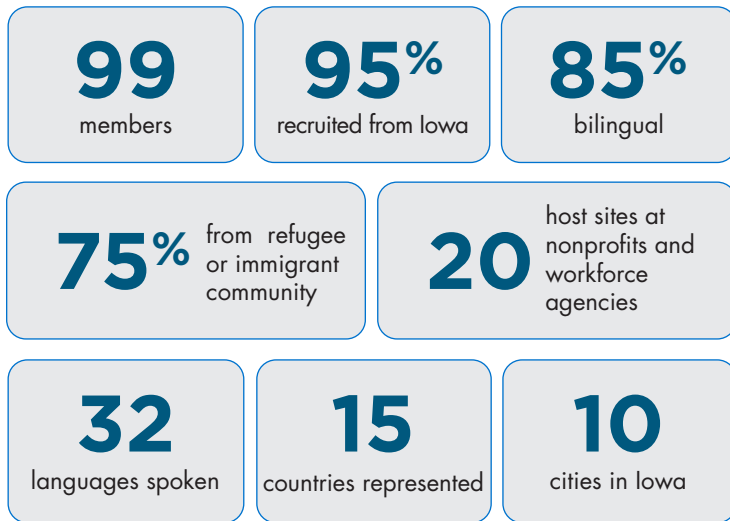 99
members
95%
recruited from Iowa
85%
bilingual
75%
from refugee
or immigrant
community
20
host sites at
nonprofits and
workforce
agencies
32
languages spoken
15
countries represented
10
cities in Iowa